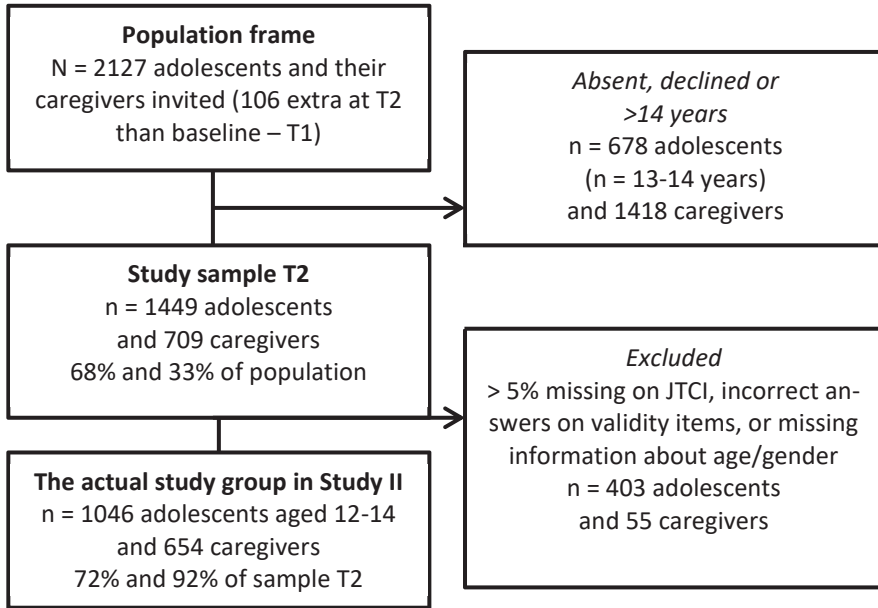 Population frame
N = 2127 adolescents and their
caregivers invited (106 extra at T2
than baseline – T1)
Absent, declined or
>14 years
n = 678 adolescents
(n = 13-14 years)
and 1418 caregivers
Study sample T2
n = 1449 adolescents
and 709 caregivers
68% and 33% of population
Excluded
> 5% missing on JTCI, incorrect an-
swers on validity items, or missing
information about age/gender
n = 403 adolescents
and 55 caregivers
The actual study group in Study II
n = 1046 adolescents aged 12-14
and 654 caregivers
72% and 92% of sample T2